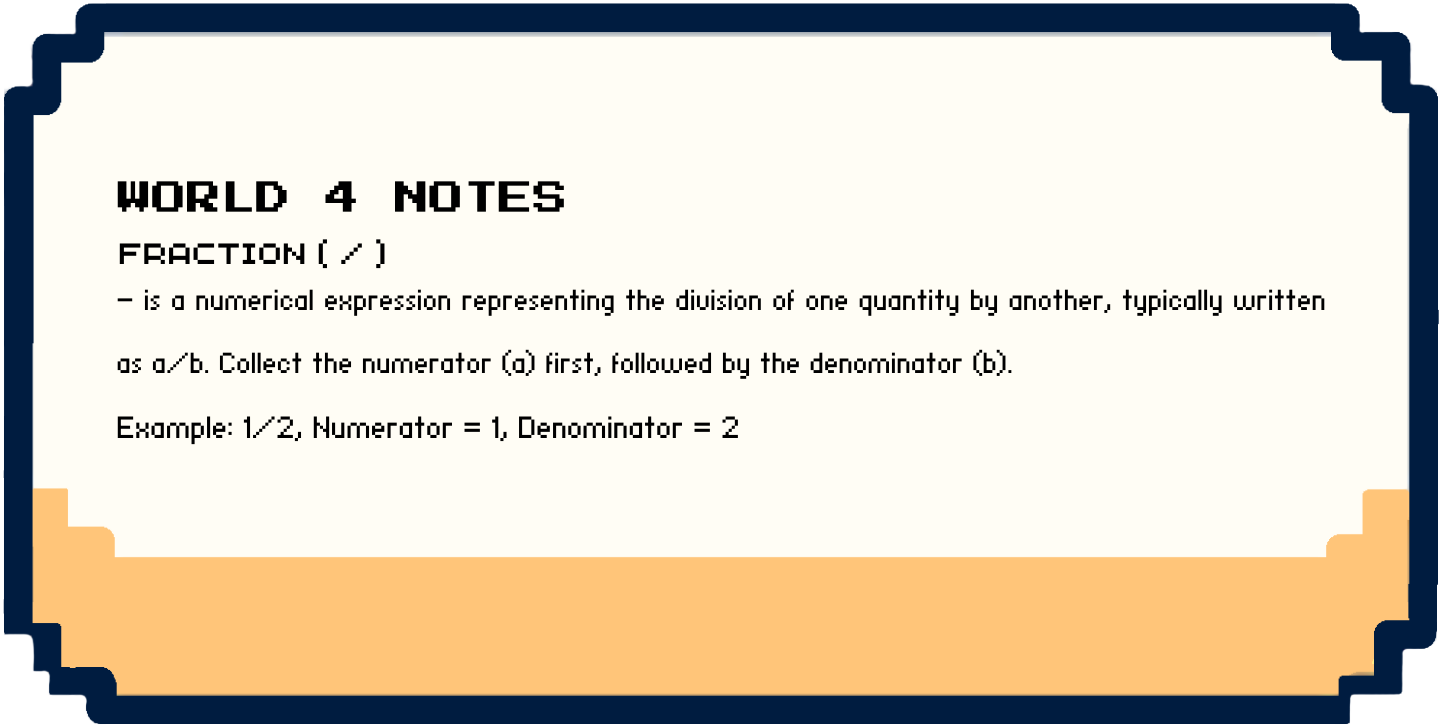 WORLD 4 NOTES
FRACTION ( / )
- is a numerical expression representing the division of one quantity by another, typically written
as a/b. Collect the numerator (a) first, followed by the denominator (b).
Example: 1/2, Numerator = 1, Denominator = 2